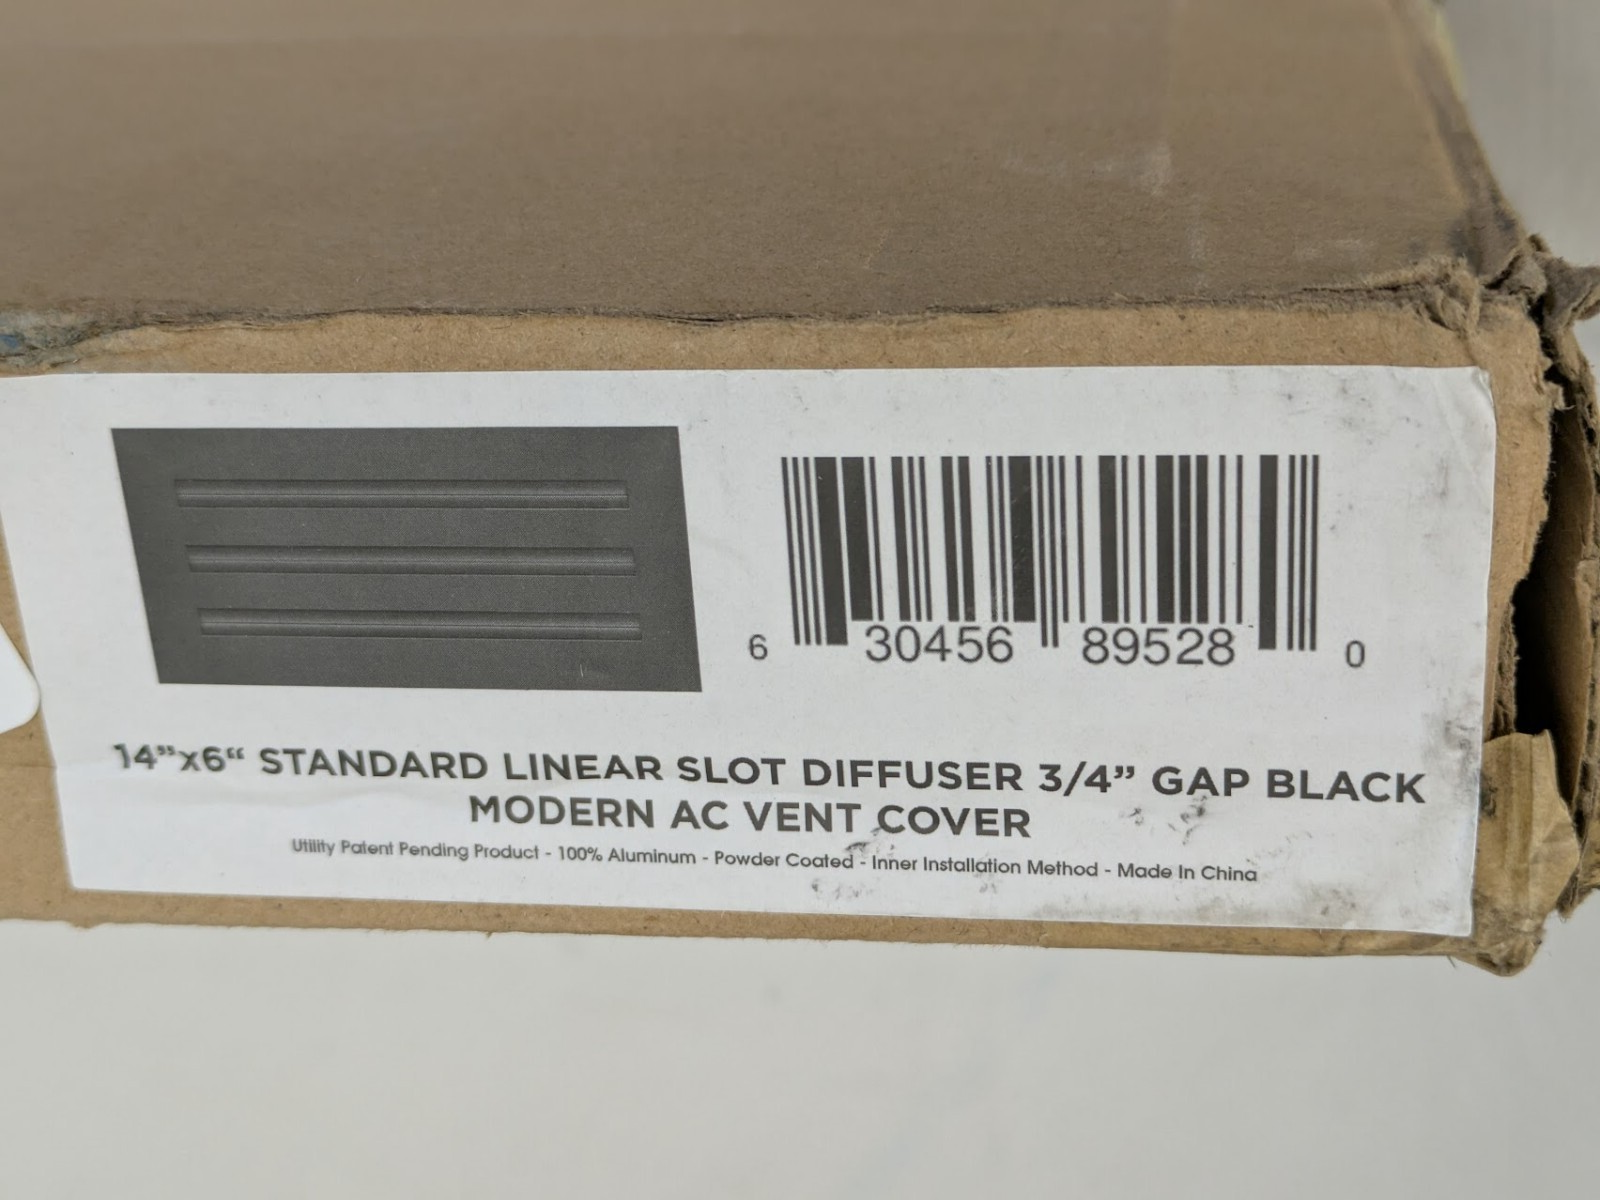 6 30456 89528 0
14”x6“ STANDARD LINEAR SLOT DIFFUSER 3/4” GAP BLACK
MODERN AC VENT COVER
Utility Patent Pending Product - 100% Aluminum - Powder Coated - Inner Installation Method - Made In China